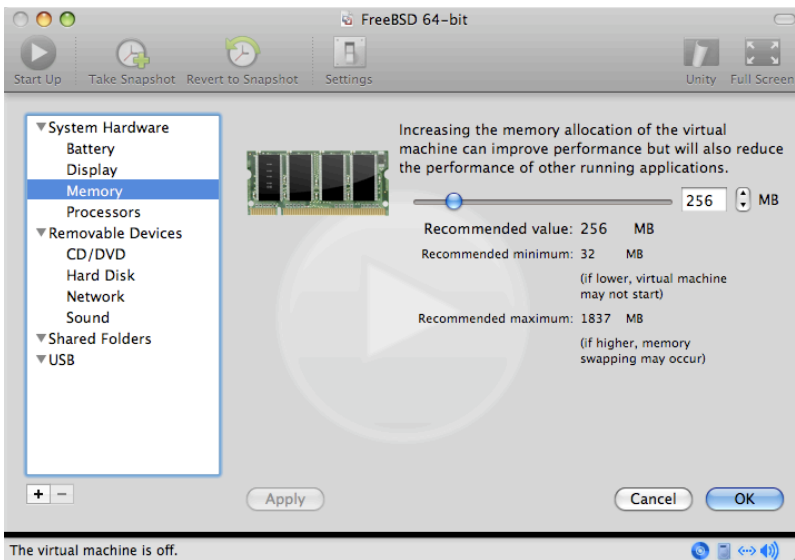 FreeBSD 64-bit
Start Up
Take Snapshot
Revert to Snapshot
Settings
Unity
Full Screen
System Hardware
Battery
Display
Memory
Processors
Removable Devices
CD/DVD
Hard Disk
Network
Sound
Shared Folders
USB
+ −
Increasing the memory allocation of the virtual
machine can improve performance but will also reduce
the performance of other running applications.
256 MB
Recommended value: 256 MB
Recommended minimum: 32 MB
(if lower, virtual machine
may not start)
Recommended maximum: 1837 MB
(if higher, memory
swapping may occur)
Apply
Cancel
OK
The virtual machine is off.